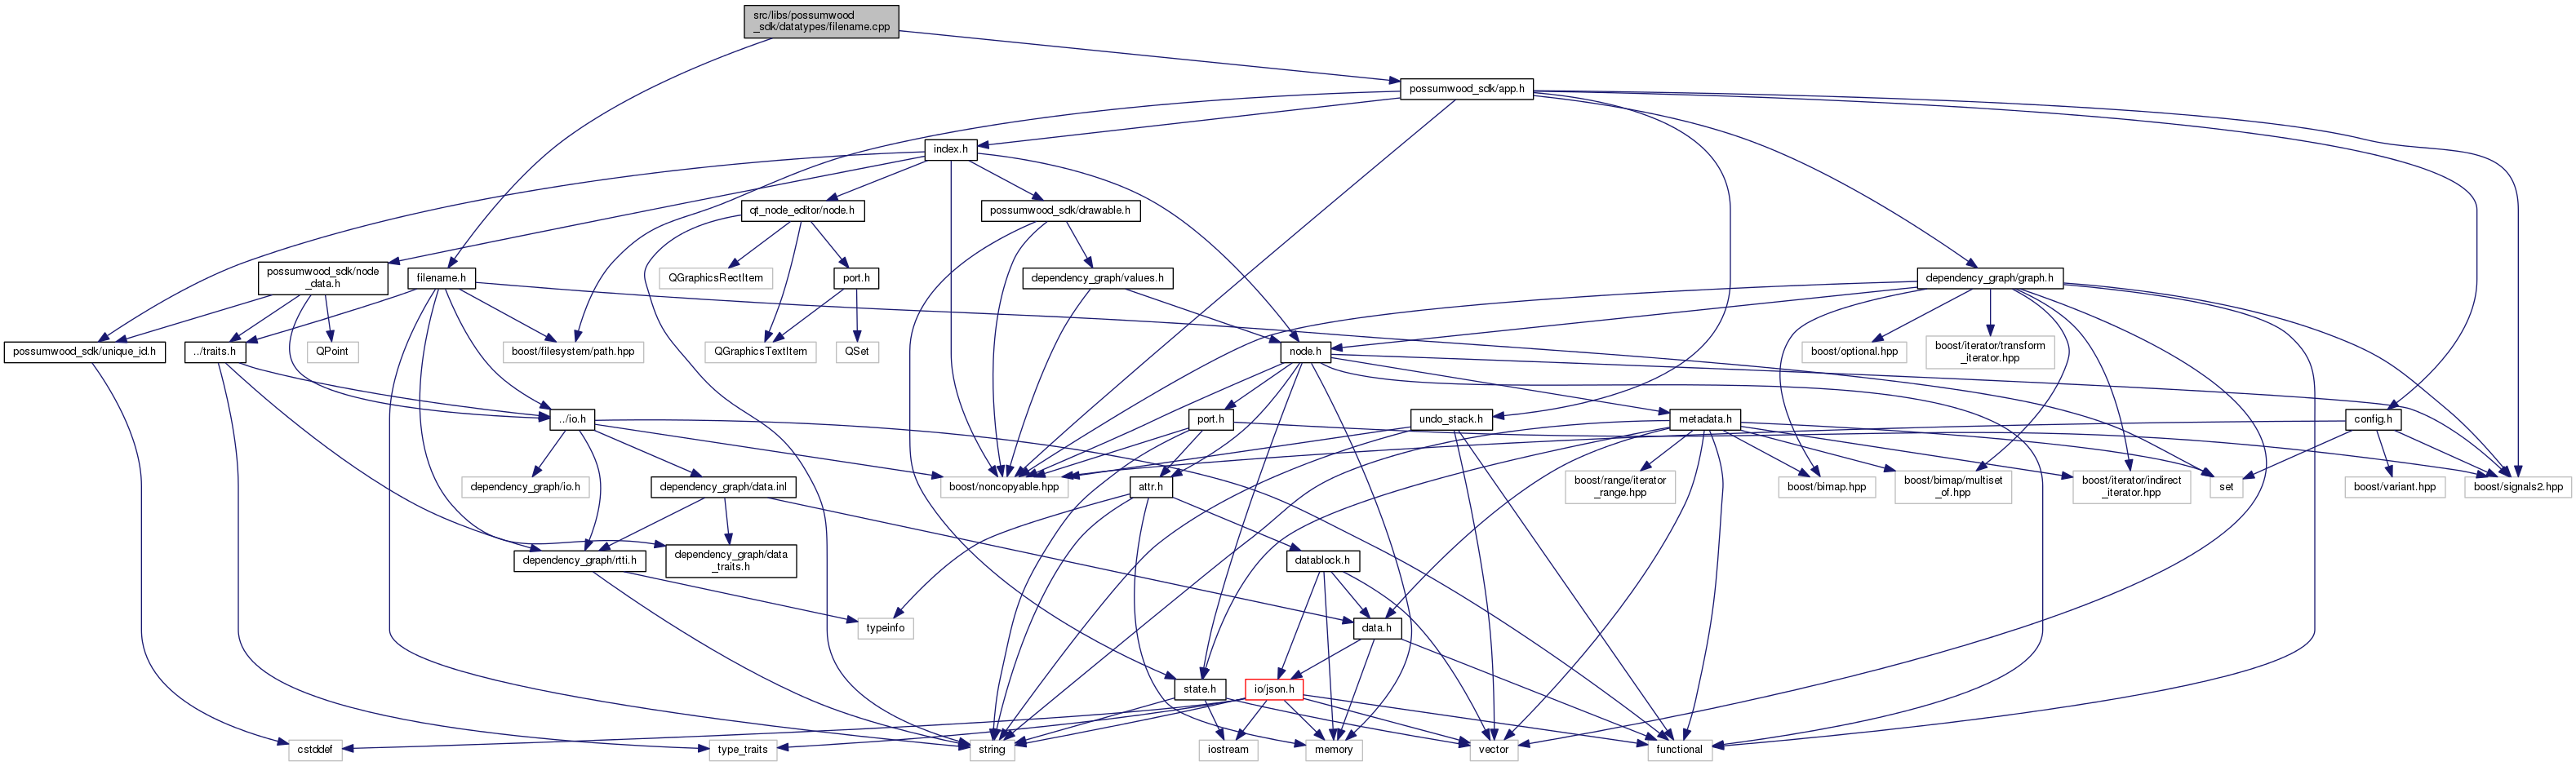 src/libs/possumwood
_sdk/datatypes/filename.cpp
possumwood_sdk/app.h
index.h
qt_node_editor/node.h
possumwood_sdk/drawable.h
possumwood_sdk/node
_data.h
filename.h
QGraphicsRectItem
port.h
dependency_graph/values.h
dependency_graph/graph.h
possumwood_sdk/unique_id.h
../traits.h
QPoint
boost/filesystem/path.hpp
QGraphicsTextItem
QSet
node.h
boost/optional.hpp
boost/iterator/transform
_iterator.hpp
../io.h
port.h
undo_stack.h
metadata.h
config.h
dependency_graph/io.h
dependency_graph/data.inl
boost/noncopyable.hpp
attr.h
boost/range/iterator
_range.hpp
boost/bimap.hpp
boost/bimap/multiset
_of.hpp
boost/iterator/indirect
_iterator.hpp
set
boost/variant.hpp
boost/signals2.hpp
dependency_graph/rtti.h
dependency_graph/data
_traits.h
datablock.h
typeinfo
data.h
state.h
io/json.h
cstddef
type_traits
string
iostream
memory
vector
functional